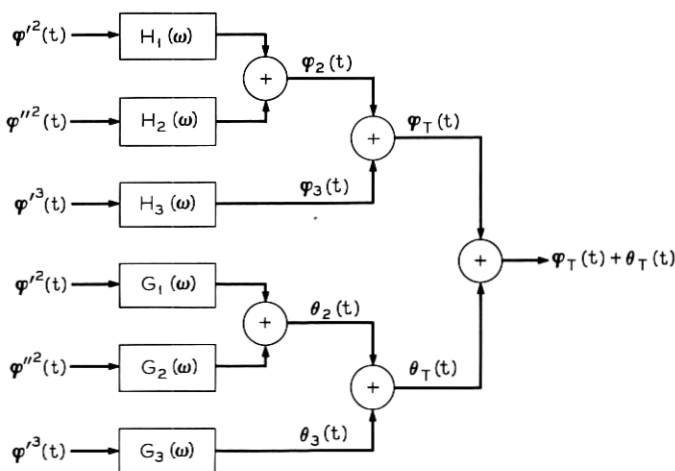 φ'²(t) H₁(ω)
φ₂(t)
φ''²(t) H₂(ω)
φ_T(t)
φ'³(t) H₃(ω) φ₃(t)
φ_T(t) + θ_T(t)
φ'²(t) G₁(ω)
θ₂(t)
φ''²(t) G₂(ω)
θ_T(t)
φ'³(t) G₃(ω) θ₃(t)
+
+
+
+
+